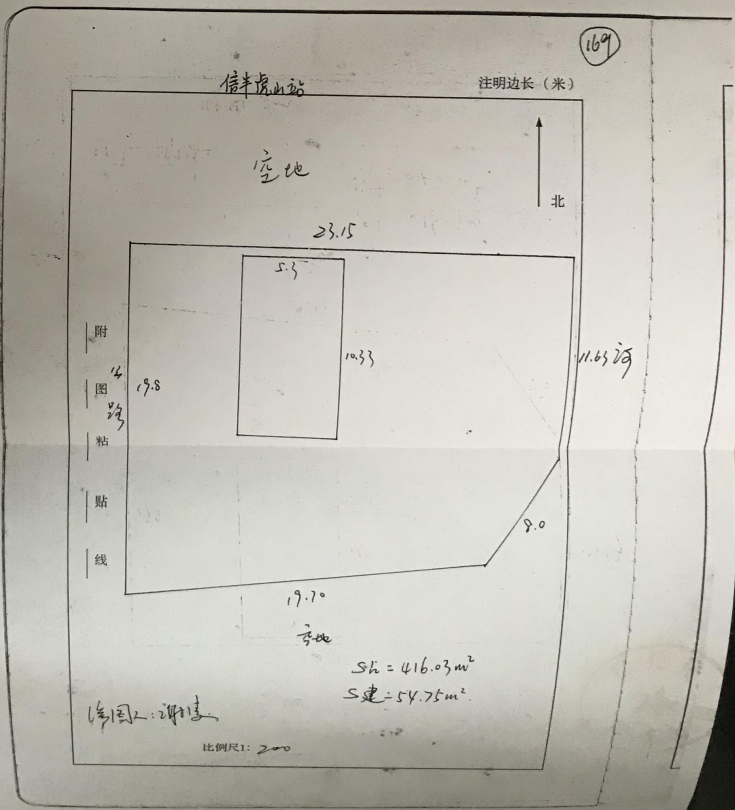 169
信丰虎山站
注明边长（米）
空地
北
23.15
5.3
附图粘贴线
公路
19.8
10.33
11.63
河
8.0
19.70
空地
S占=416.03m²
S建=54.75m²
比例尺1: 200